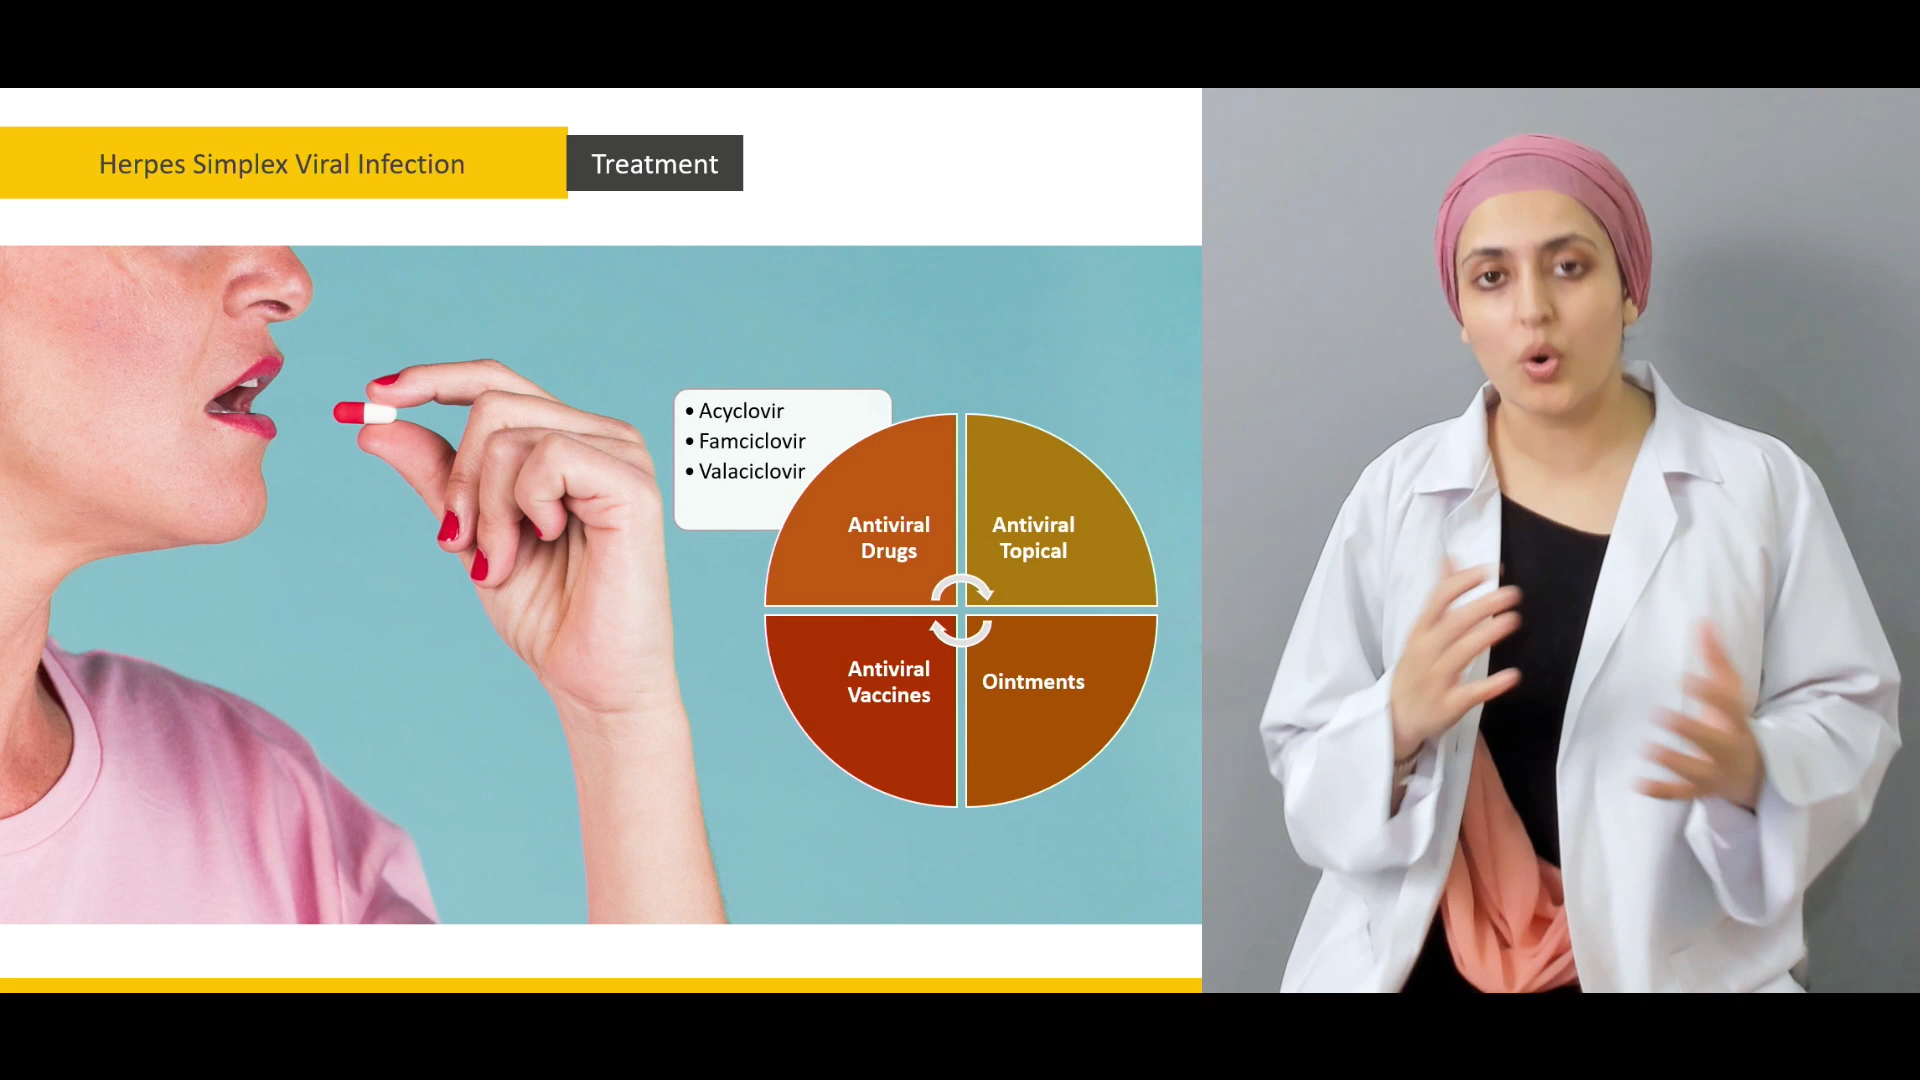 Herpes Simplex Viral Infection
Treatment
• Acyclovir
• Famciclovir
• Valaciclovir
Antiviral
Drugs
Antiviral
Topical
Antiviral
Vaccines
Ointments